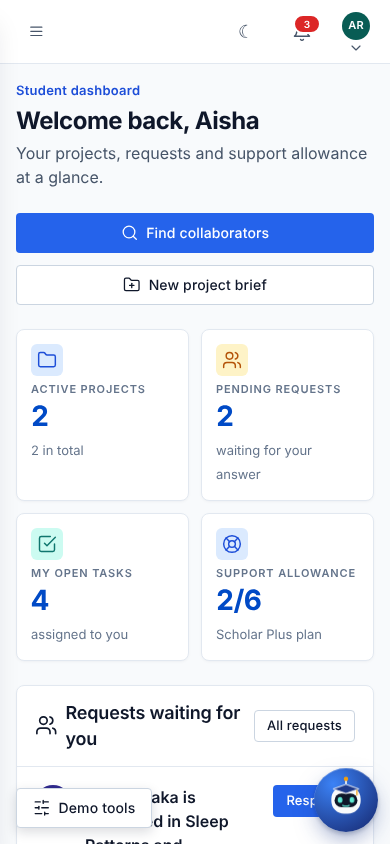 3
AR
Student dashboard
Welcome back, Aisha
Your projects, requests and support allowance
at a glance.
Find collaborators
New project brief
ACTIVE PROJECTS
2
2 in total
PENDING REQUESTS
2
waiting for your
answer
MY OPEN TASKS
4
assigned to you
SUPPORT ALLOWANCE
2/6
Scholar Plus plan
Requests waiting for
you
All requests
is
in Sleep
Demo tools